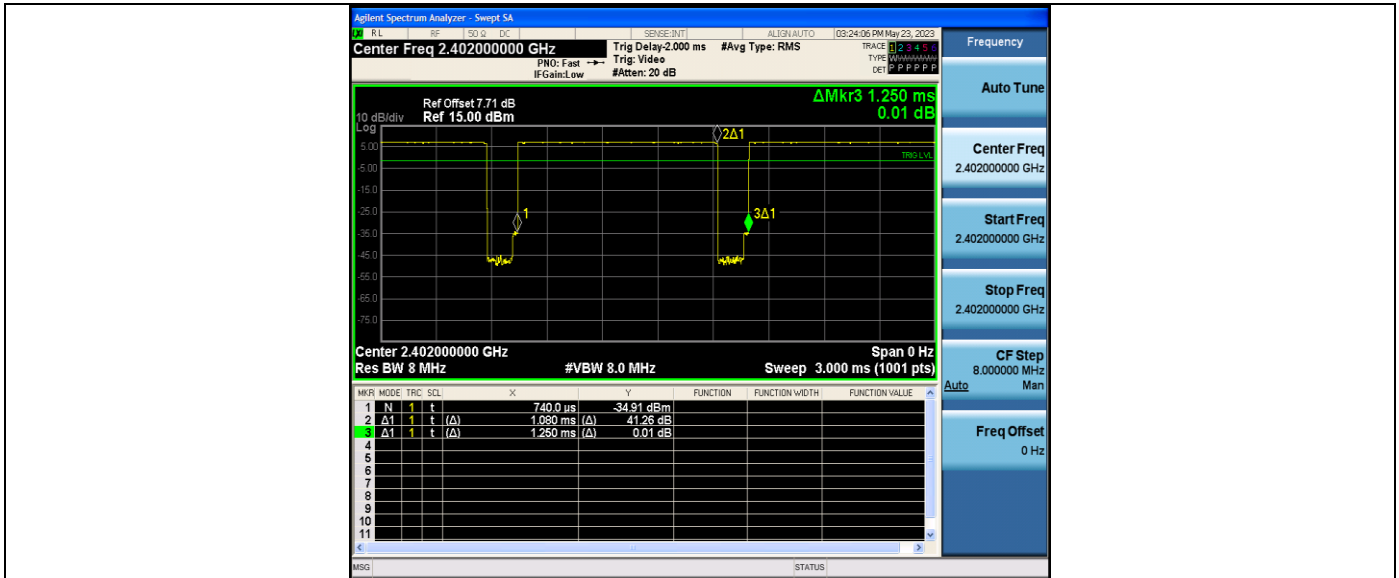 Agilent Spectrum Analyzer - Swept SA
RL RF 50 Ω DC SENSE:INT ALIGN AUTO 03:24:06 PM May 23, 2023
Center Freq 2.402000000 GHz
PNO: Fast
IFGain:Low
Trig Delay-2.000 ms
Trig: Video
#Atten: 20 dB
#Avg Type: RMS
TRACE 1 2 3 4 5 6
TYPE WWWWWW
DET P P P P P P
ΔMkr3 1.250 ms
0.01 dB
Ref Offset 7.71 dB
10 dB/div Ref 15.00 dBm
Log
5.00
-5.00
-15.0
-25.0
-35.0
-45.0
-55.0
-65.0
-75.0
2Δ1
TRIG LVL
1
3Δ1
Center 2.402000000 GHz Span 0 Hz
Res BW 8 MHz #VBW 8.0 MHz Sweep 3.000 ms (1001 pts)
MKR MODE TRC SCL X Y FUNCTION FUNCTION WIDTH FUNCTION VALUE
1 N 1 t 740.0 us -34.91 dBm
2 Δ1 1 t (Δ) 1.080 ms (Δ) 41.26 dB
3 Δ1 1 t (Δ) 1.250 ms (Δ) 0.01 dB
4
5
6
7
8
9
10
11
MSG STATUS
Frequency
Auto Tune
Center Freq
2.402000000 GHz
Start Freq
2.402000000 GHz
Stop Freq
2.402000000 GHz
CF Step
8.000000 MHz
Auto Man
Freq Offset
0 Hz